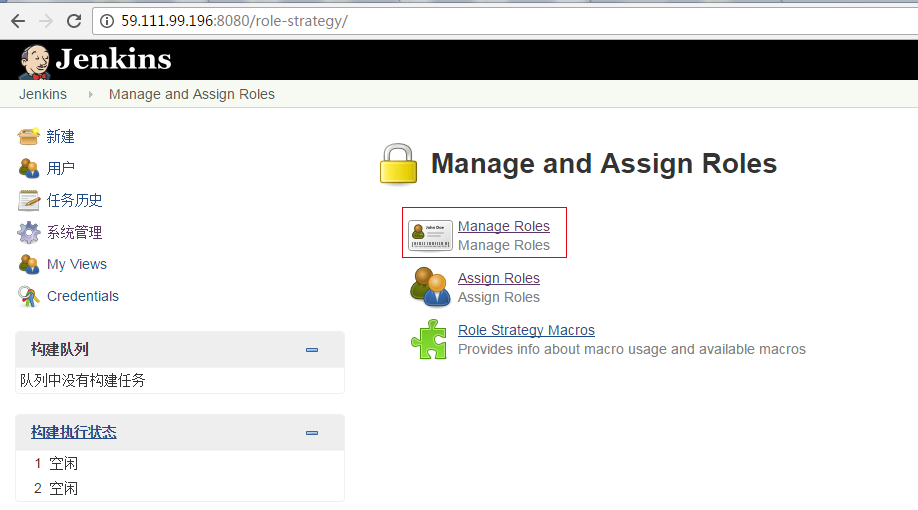 59.111.99.196:8080/role-strategy/
Jenkins
Jenkins
Manage and Assign Roles
新建
用户
任务历史
系统管理
My Views
Credentials
构建队列
队列中没有构建任务
构建执行状态
1 空闲
2 空闲
Manage and Assign Roles
John Doe
Manage Roles
Manage Roles
Assign Roles
Assign Roles
Role Strategy Macros
Provides info about macro usage and available macros